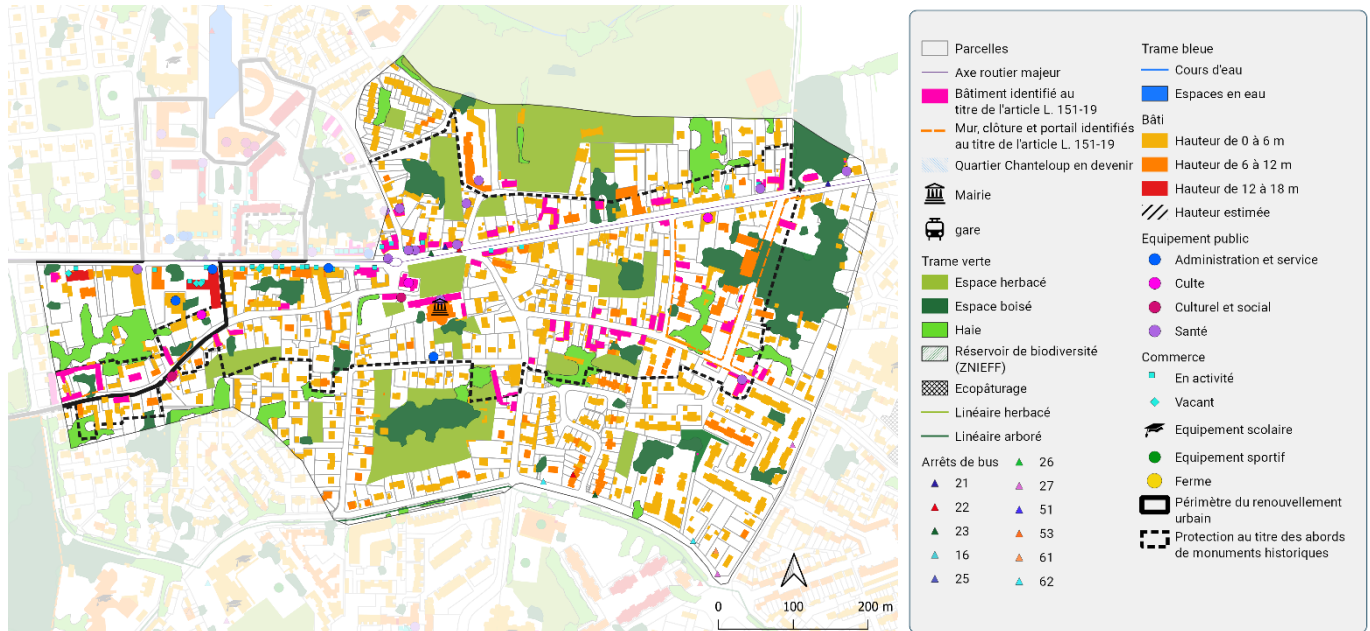 Parcelles
Axe routier majeur
Bâtiment identifié au
titre de l'article L. 151-19
Mur, clôture et portail identifiés
au titre de l'article L. 151-19
Quartier Chanteloup en devenir
Mairie
gare
Trame verte
Espace herbacé
Espace boisé
Haie
Réservoir de biodiversité
(ZNIEFF)
Ecopâturage
Linéaire herbacé
Linéaire arboré
Arrêts de bus
21
22
23
16
25
26
27
51
53
61
62
Trame bleue
Cours d'eau
Espaces en eau
Bâti
Hauteur de 0 à 6 m
Hauteur de 6 à 12 m
Hauteur de 12 à 18 m
Hauteur estimée
Equipement public
Administration et service
Culte
Culturel et social
Santé
Commerce
En activité
Vacant
Equipement scolaire
Equipement sportif
Ferme
Périmètre du renouvellement
urbain
Protection au titre des abords
de monuments historiques
0 100 200 m